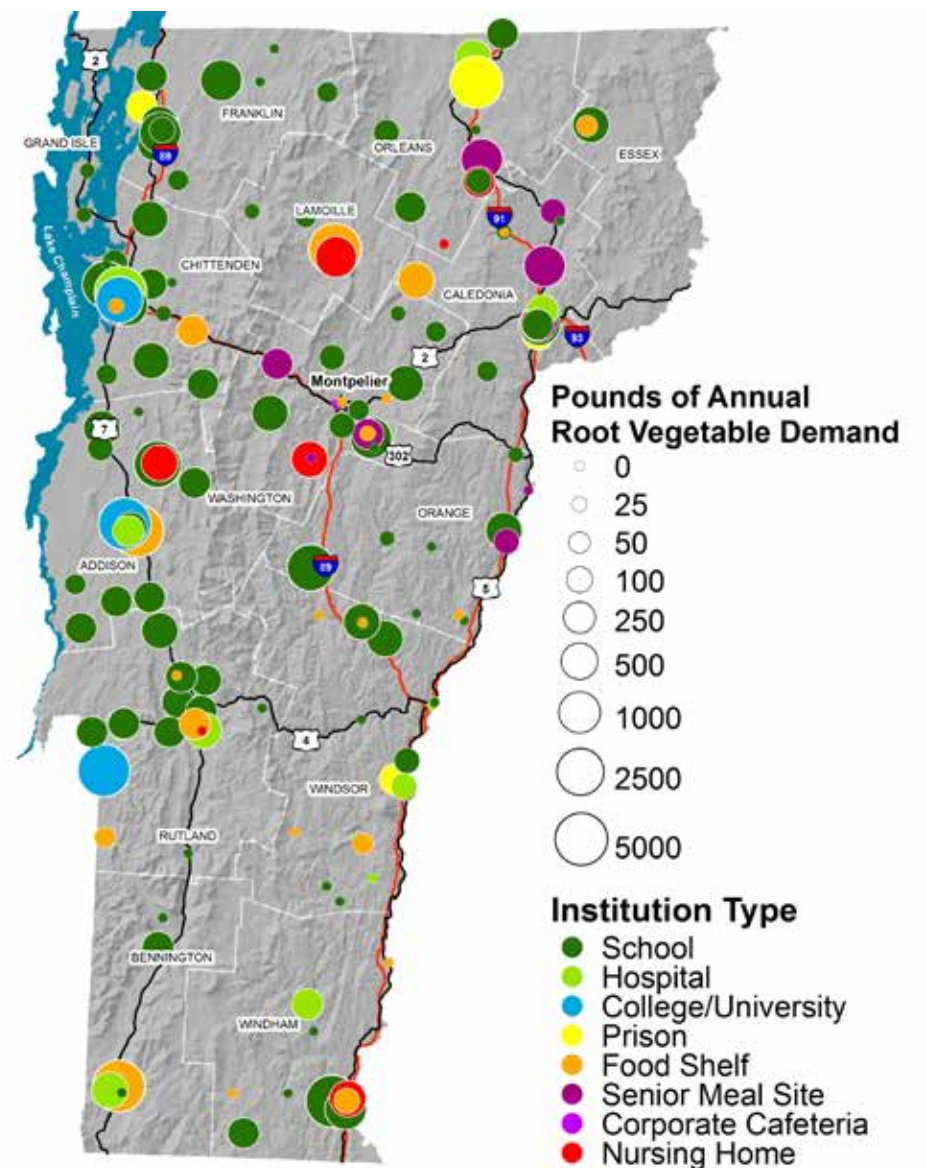 2
FRANKLIN
GRAND ISLE
89
ORLEANS
ESSEX
LAMOILLE
91
Lake Champlain
CHITTENDEN
CALEDONIA
93
2
Montpelier
7
302
WASHINGTON
ORANGE
ADDISON
89
5
4
WINDSOR
RUTLAND
BENNINGTON
WINDHAM
Pounds of Annual
Root Vegetable Demand
0
25
50
100
250
500
1000
2500
5000
Institution Type
School
Hospital
College/University
Prison
Food Shelf
Senior Meal Site
Corporate Cafeteria
Nursing Home